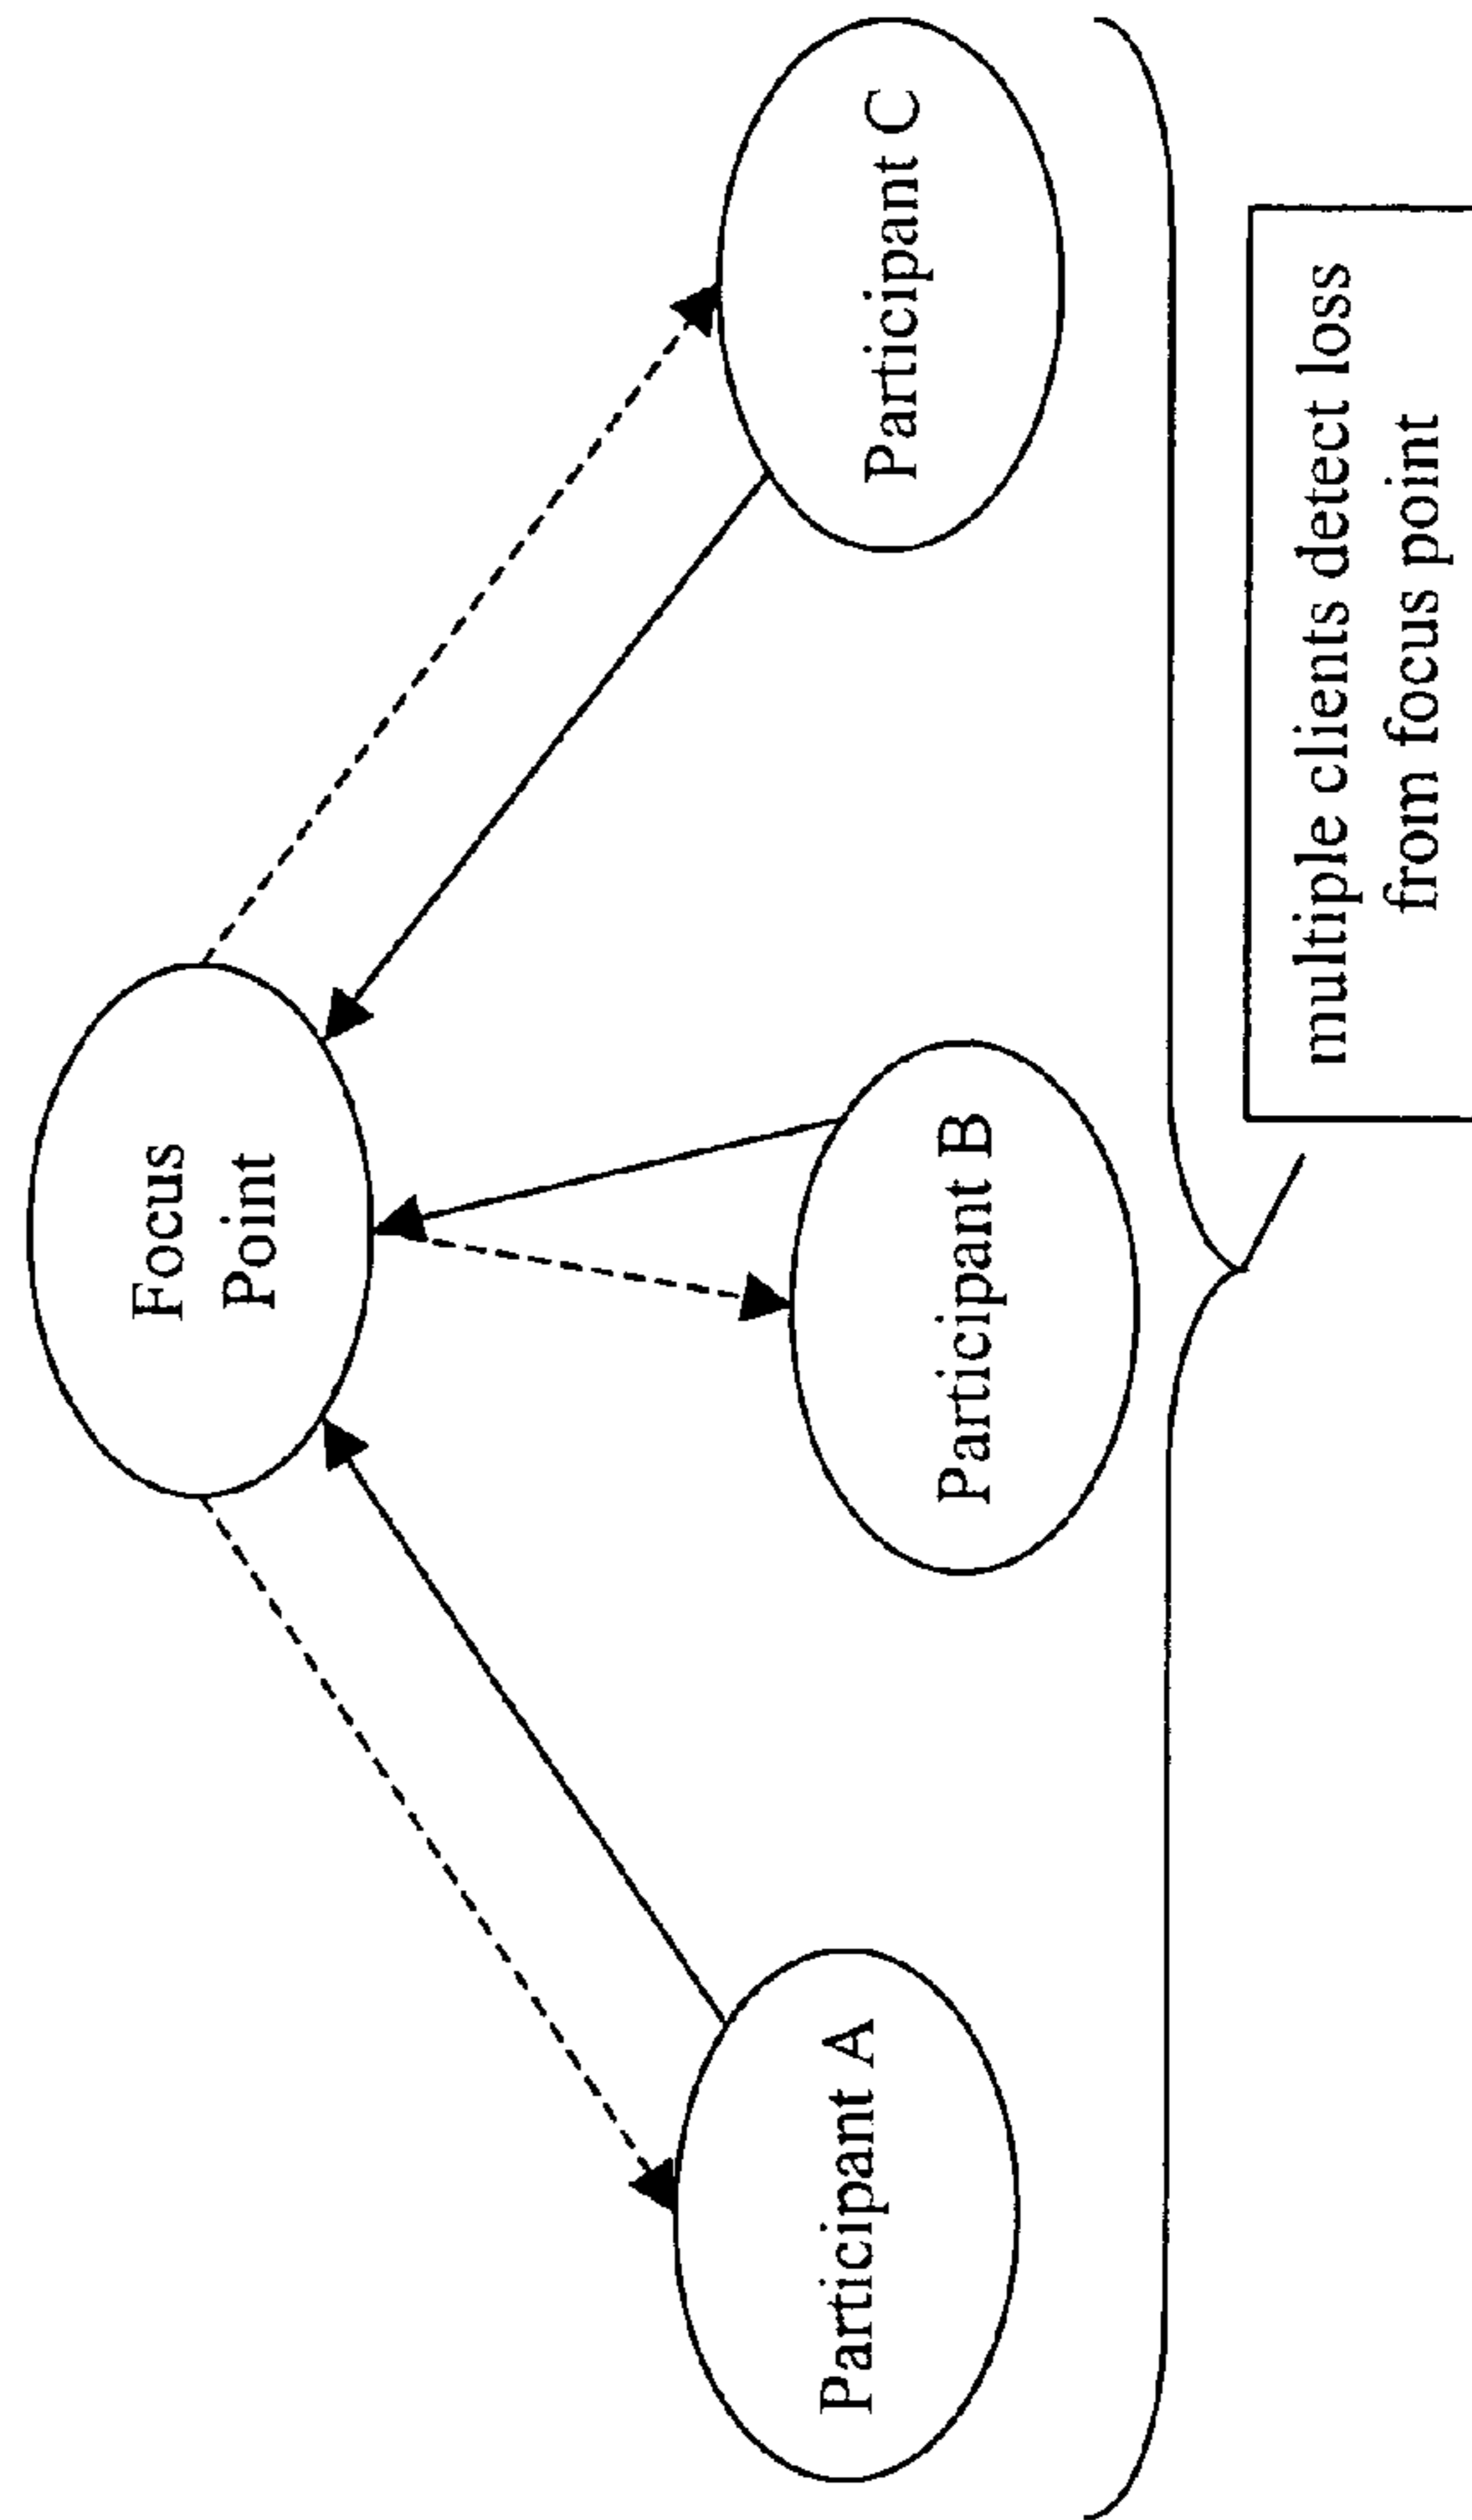 Focus
Point
Participant A
Participant B
Participant C
multiple clients detect loss
from focus point